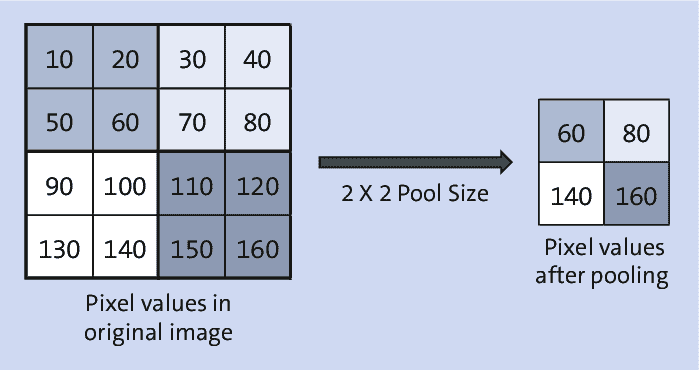 10 20 30 40
50 60 70 80
90 100 110 120
130 140 150 160
Pixel values in
original image
2 X 2 Pool Size
60 80
140 160
Pixel values
after pooling